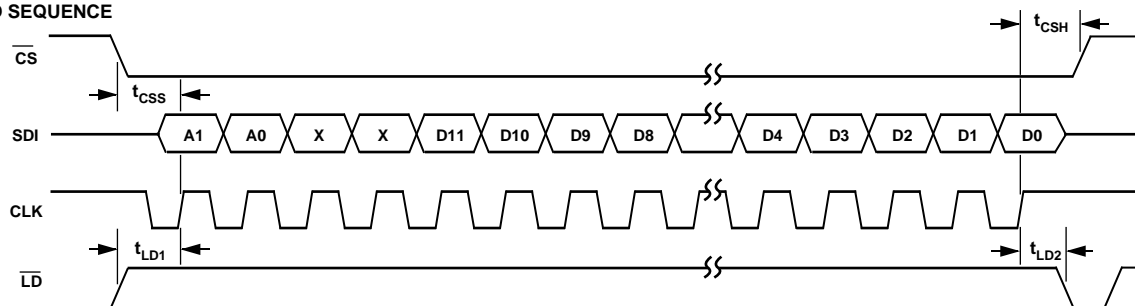 SEQUENCE
CS
tCSH
tCSS
SDI
A1 A0 X X D11 D10 D9 D8 D4 D3 D2 D1 D0
CLK
tLD1
tLD2
LD